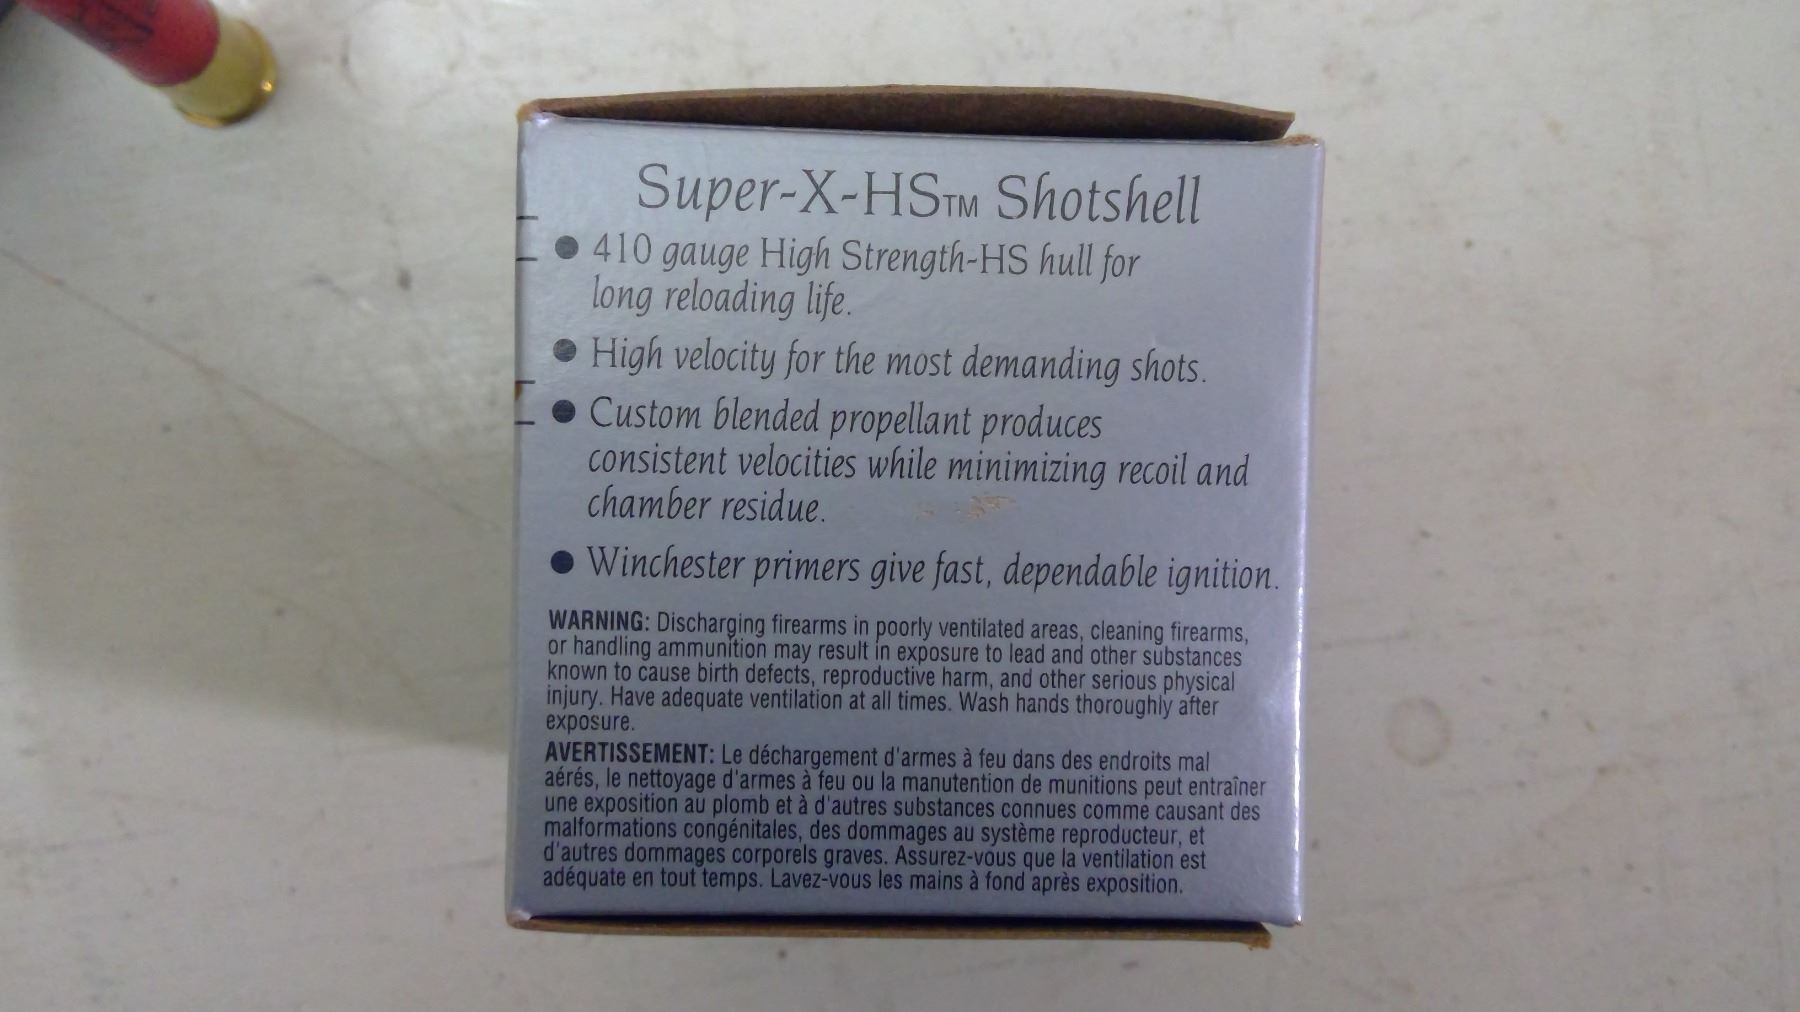 Super-X-HS™ Shotshell
● 410 gauge High Strength-HS hull for
long reloading life.
● High velocity for the most demanding shots.
● Custom blended propellant produces
consistent velocities while minimizing recoil and
chamber residue.
● Winchester primers give fast, dependable ignition.
WARNING: Discharging firearms in poorly ventilated areas, cleaning firearms,
or handling ammunition may result in exposure to lead and other substances
known to cause birth defects, reproductive harm, and other serious physical
injury. Have adequate ventilation at all times. Wash hands thoroughly after
exposure.
AVERTISSEMENT: Le déchargement d'armes à feu dans des endroits mal
aérés, le nettoyage d'armes à feu ou la manutention de munitions peut entraîner
une exposition au plomb et à d'autres substances connues comme causant des
malformations congénitales, des dommages au système reproducteur, et
d'autres dommages corporels graves. Assurez-vous que la ventilation est
adéquate en tout temps. Lavez-vous les mains à fond après exposition.